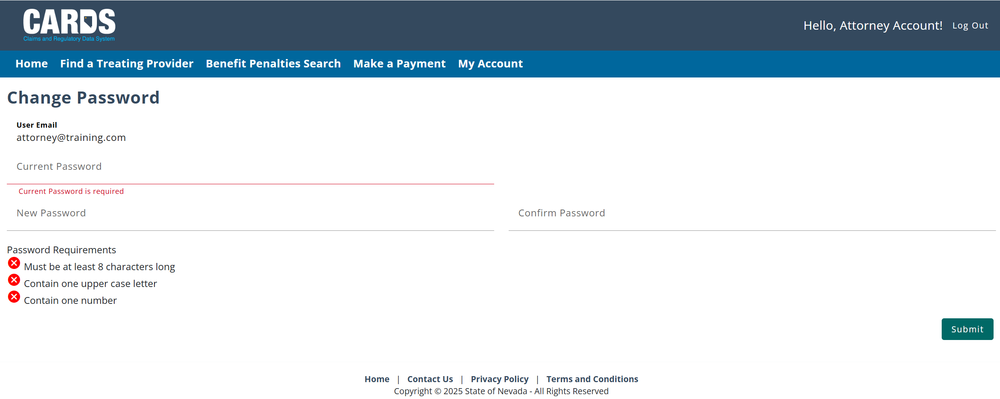 CARDS
Claims and Regulatory Data System
Hello, Attorney Account! Log Out
Home Find a Treating Provider Benefit Penalties Search Make a Payment My Account
Change Password
User Email
attorney@training.com
Current Password
Current Password is required
New Password Confirm Password
Password Requirements
Must be at least 8 characters long
Contain one upper case letter
Contain one number
Submit
Home | Contact Us | Privacy Policy | Terms and Conditions
Copyright © 2025 State of Nevada - All Rights Reserved